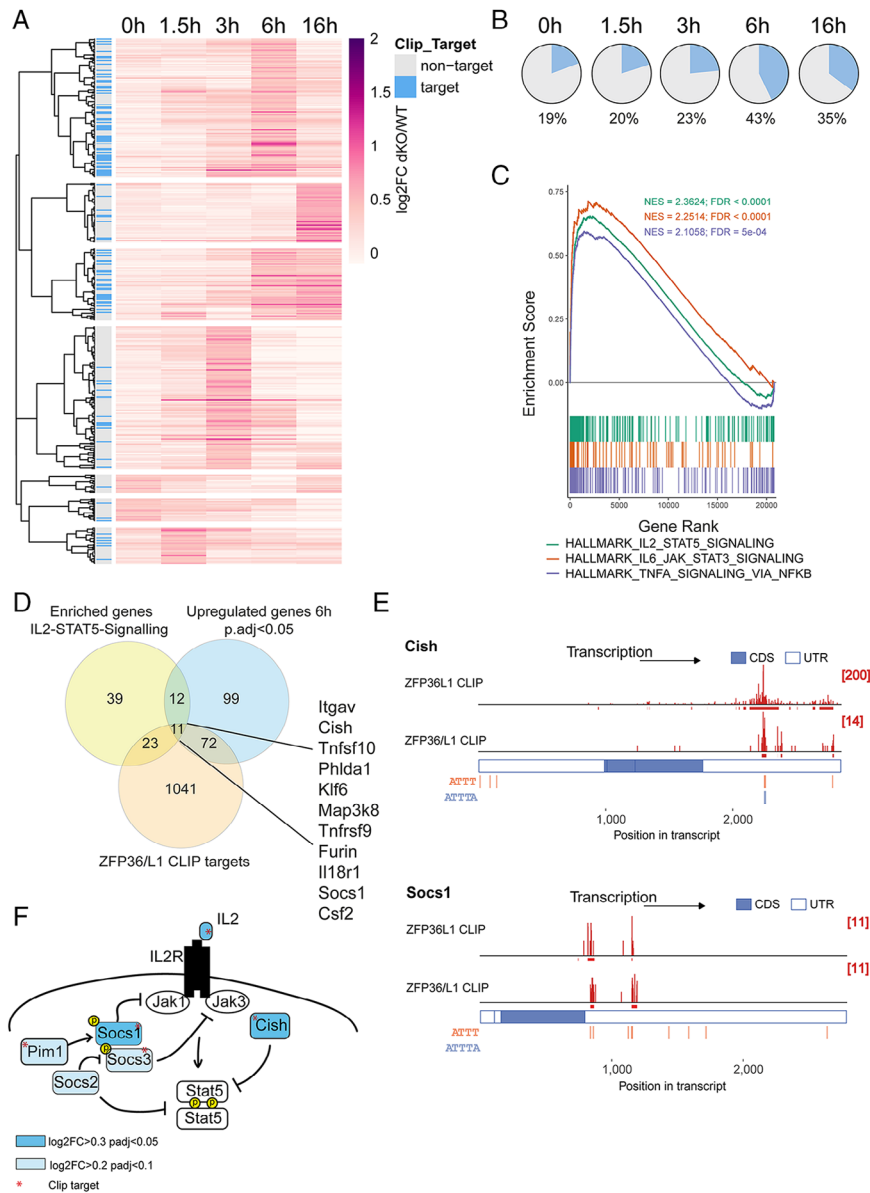 A
0h 1.5h 3h 6h 16h
2
1.5
1
0.5
0
log2FC dKO/WT
Clip_Target
non-target
target
B
0h 1.5h 3h 6h 16h
19% 20% 23% 43% 35%
C
NES = 2.3624; FDR < 0.0001
NES = 2.2514; FDR < 0.0001
NES = 2.1058; FDR = 5e-04
0.75
0.50
0.25
0.00
Enrichment Score
0 5000 10000 15000 20000
Gene Rank
HALLMARK_IL2_STAT5_SIGNALING
HALLMARK_IL6_JAK_STAT3_SIGNALING
HALLMARK_TNFA_SIGNALING_VIA_NFKB
D
Enriched genes
IL2-STAT5-Signalling
Upregulated genes 6h
p.adj<0.05
39
12
99
11
23
72
1041
ZFP36/L1 CLIP targets
Itgav
Cish
Tnfsf10
Phlda1
Klf6
Map3k8
Tnfrsf9
Furin
Il18r1
Socs1
Csf2
E
Cish
Transcription
CDS
UTR
ZFP36L1 CLIP
[200]
ZFP36/L1 CLIP
[14]
ATTT
ATTTA
1,000 2,000
Position in transcript
Socs1
Transcription
CDS
UTR
ZFP36L1 CLIP
[11]
ZFP36/L1 CLIP
[11]
ATTT
ATTTA
1,000 2,000
Position in transcript
F
IL2
*
IL2R
Jak1
Jak3
P
Socs1
*
* Cish
* Pim1
P
Socs3
*
Socs2
Stat5
P P
Stat5
log2FC>0.3 padj<0.05
log2FC>0.2 padj<0.1
* Clip target